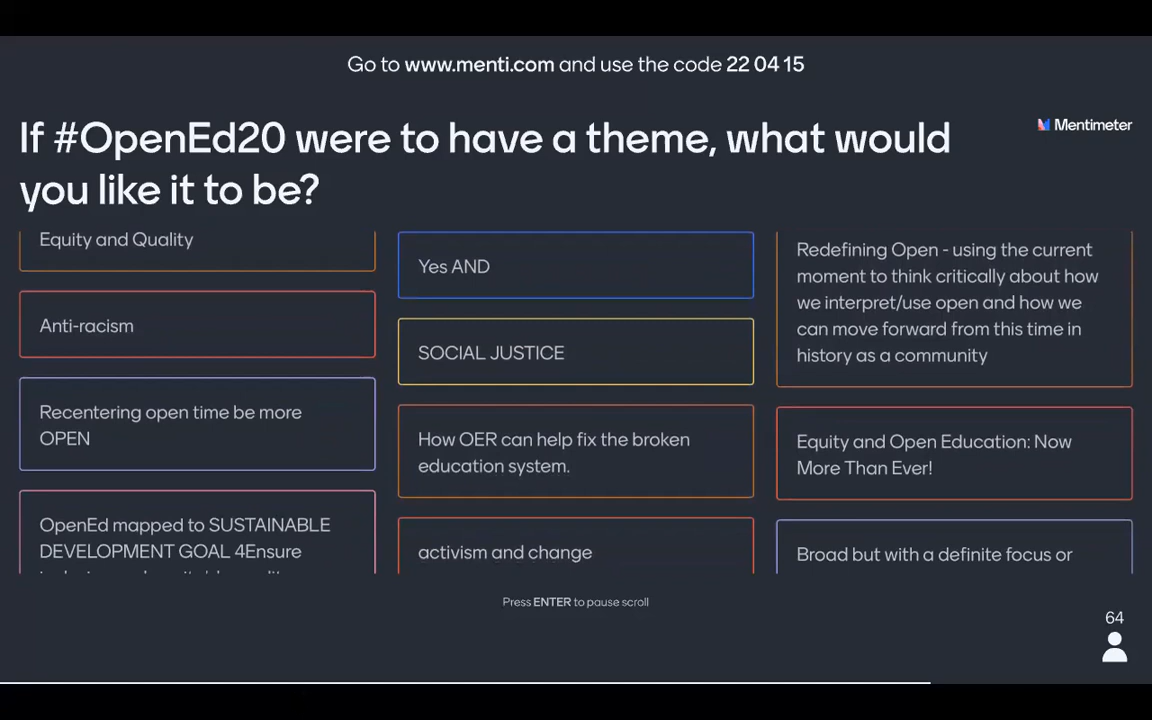 Go to www.menti.com and use the code 22 04 15
If #OpenEd20 were to have a theme, what would
you like it to be?
Mentimeter
Equity and Quality
Anti-racism
Recentering open time be more
OPEN
OpenEd mapped to SUSTAINABLE
DEVELOPMENT GOAL 4Ensure
Yes AND
SOCIAL JUSTICE
How OER can help fix the broken
education system.
activism and change
Redefining Open - using the current
moment to think critically about how
we interpret/use open and how we
can move forward from this time in
history as a community
Equity and Open Education: Now
More Than Ever!
Broad but with a definite focus or
Press ENTER to pause scroll
64